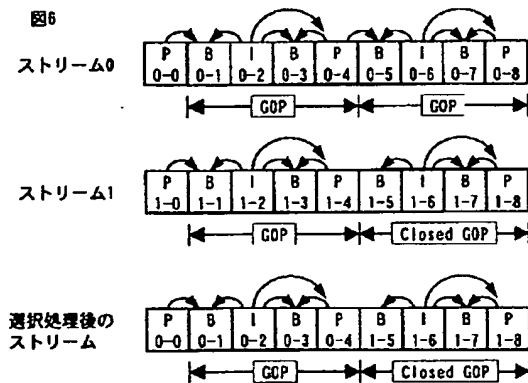 図6
ストリーム0
P B I B P B I B P
0-0 0-1 0-2 0-3 0-4 0-5 0-6 0-7 0-8
GOP GOP
ストリーム1
P B I B P B I B P
1-0 1-1 1-2 1-3 1-4 1-5 1-6 1-7 1-8
GOP Closed GOP
選択処理後の
ストリーム
P B I B P B I B P
0-0 0-1 0-2 0-3 0-4 1-5 1-6 1-7 1-8
GOP Closed GOP